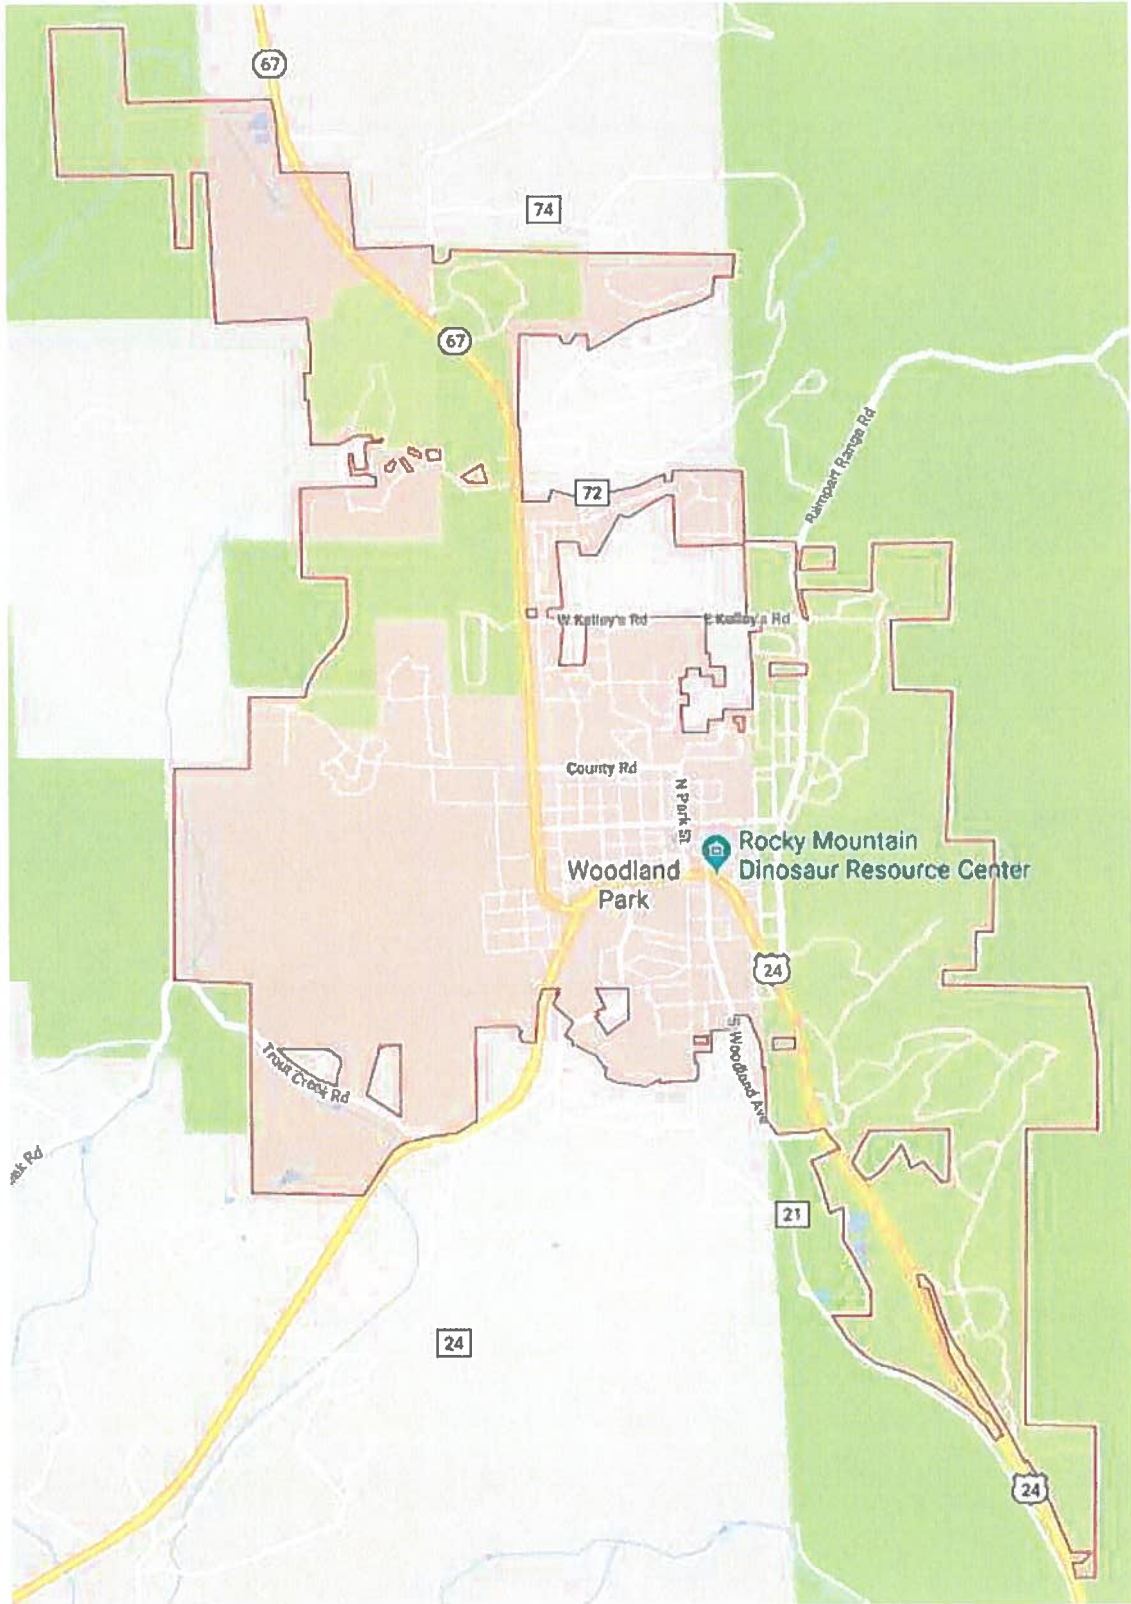 67
74
67
Rampart Range Rd
72
W Kelley's Rd
E Kelley's Rd
County Rd
N Park St
Rocky Mountain
Dinosaur Resource Center
Woodland
Park
24
S Woodland Ave
Trout Creek Rd
Rd
21
24
24